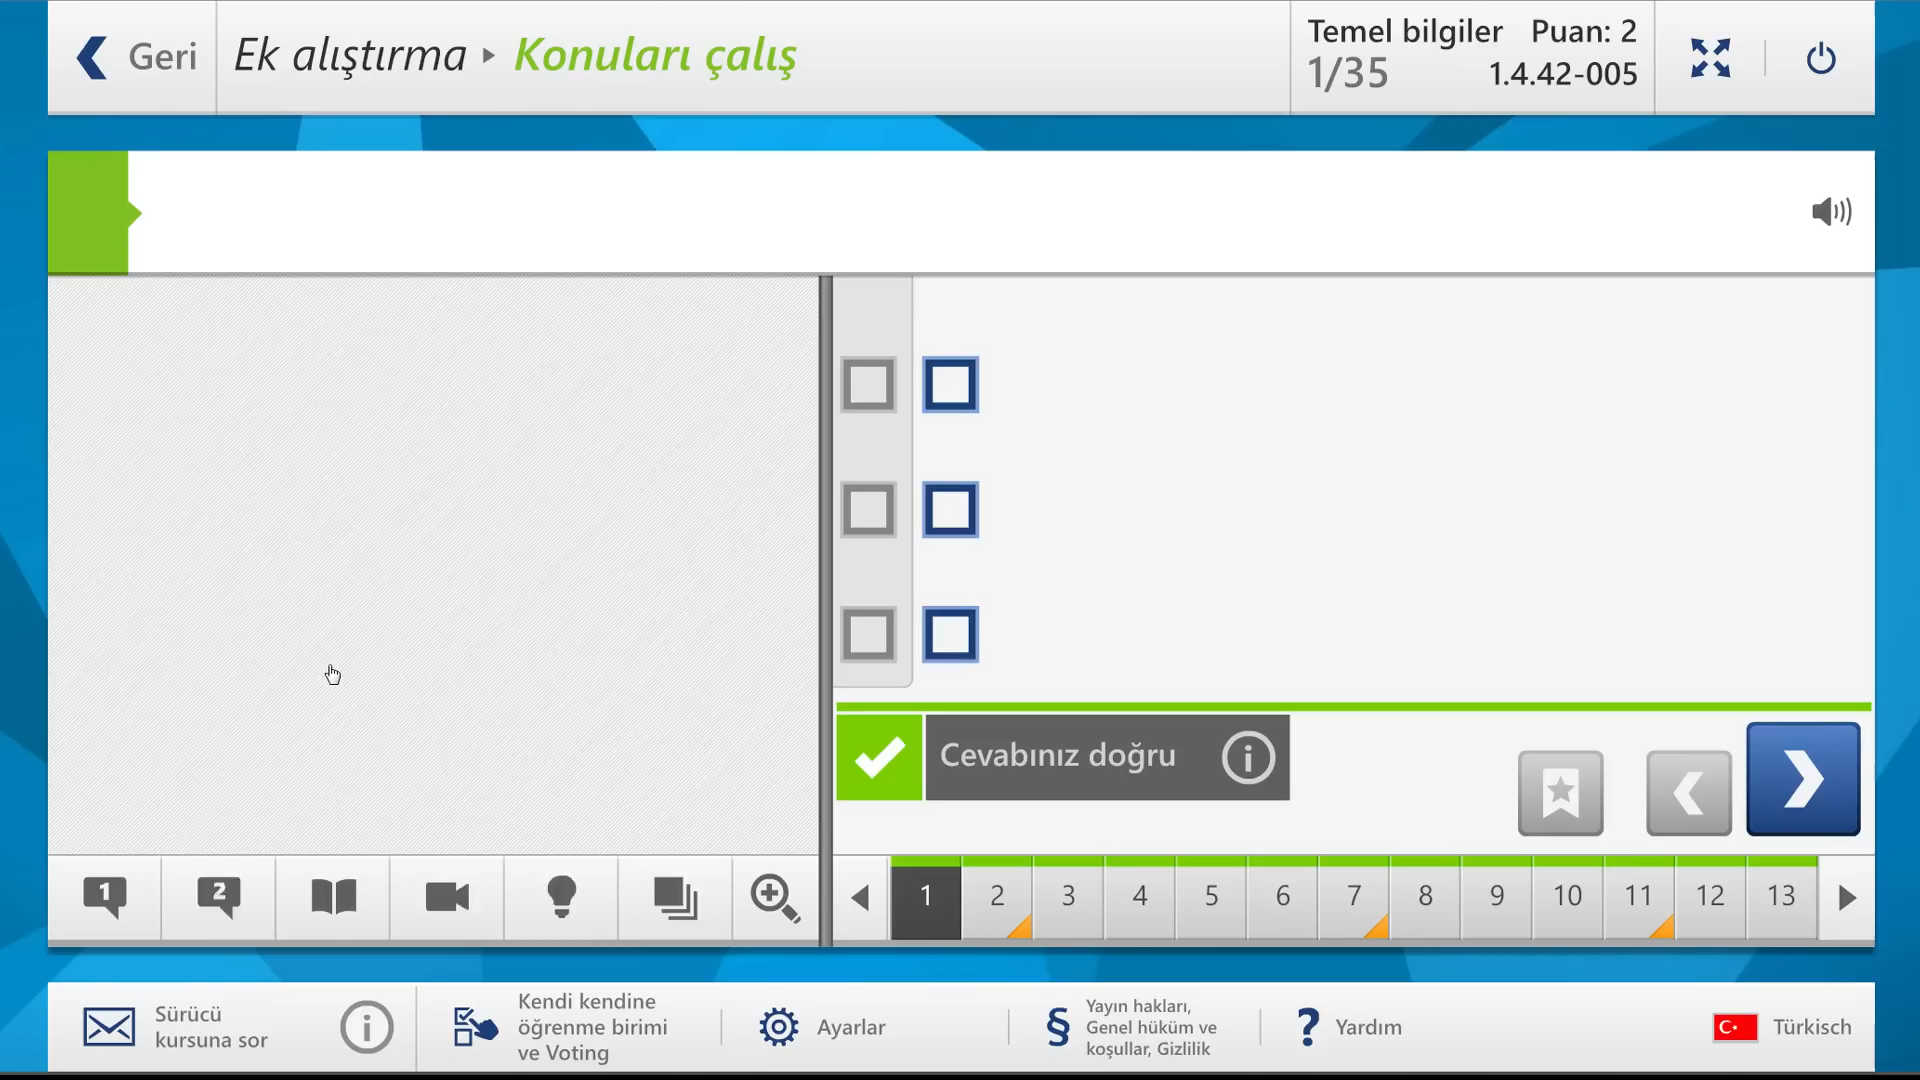 Geri
Ek alıştırma ▸ Konuları çalış
Temel bilgiler Puan: 2
1/35 1.4.42-005
Cevabınız doğru
1 2
1 2 3 4 5 6 7 8 9 10 11 12 13
Sürücü
kursuna sor
Kendi kendine
öğrenme birimi
ve Voting
Ayarlar
Yayın hakları,
Genel hüküm ve
koşullar, Gizlilik
Yardım
Türkisch